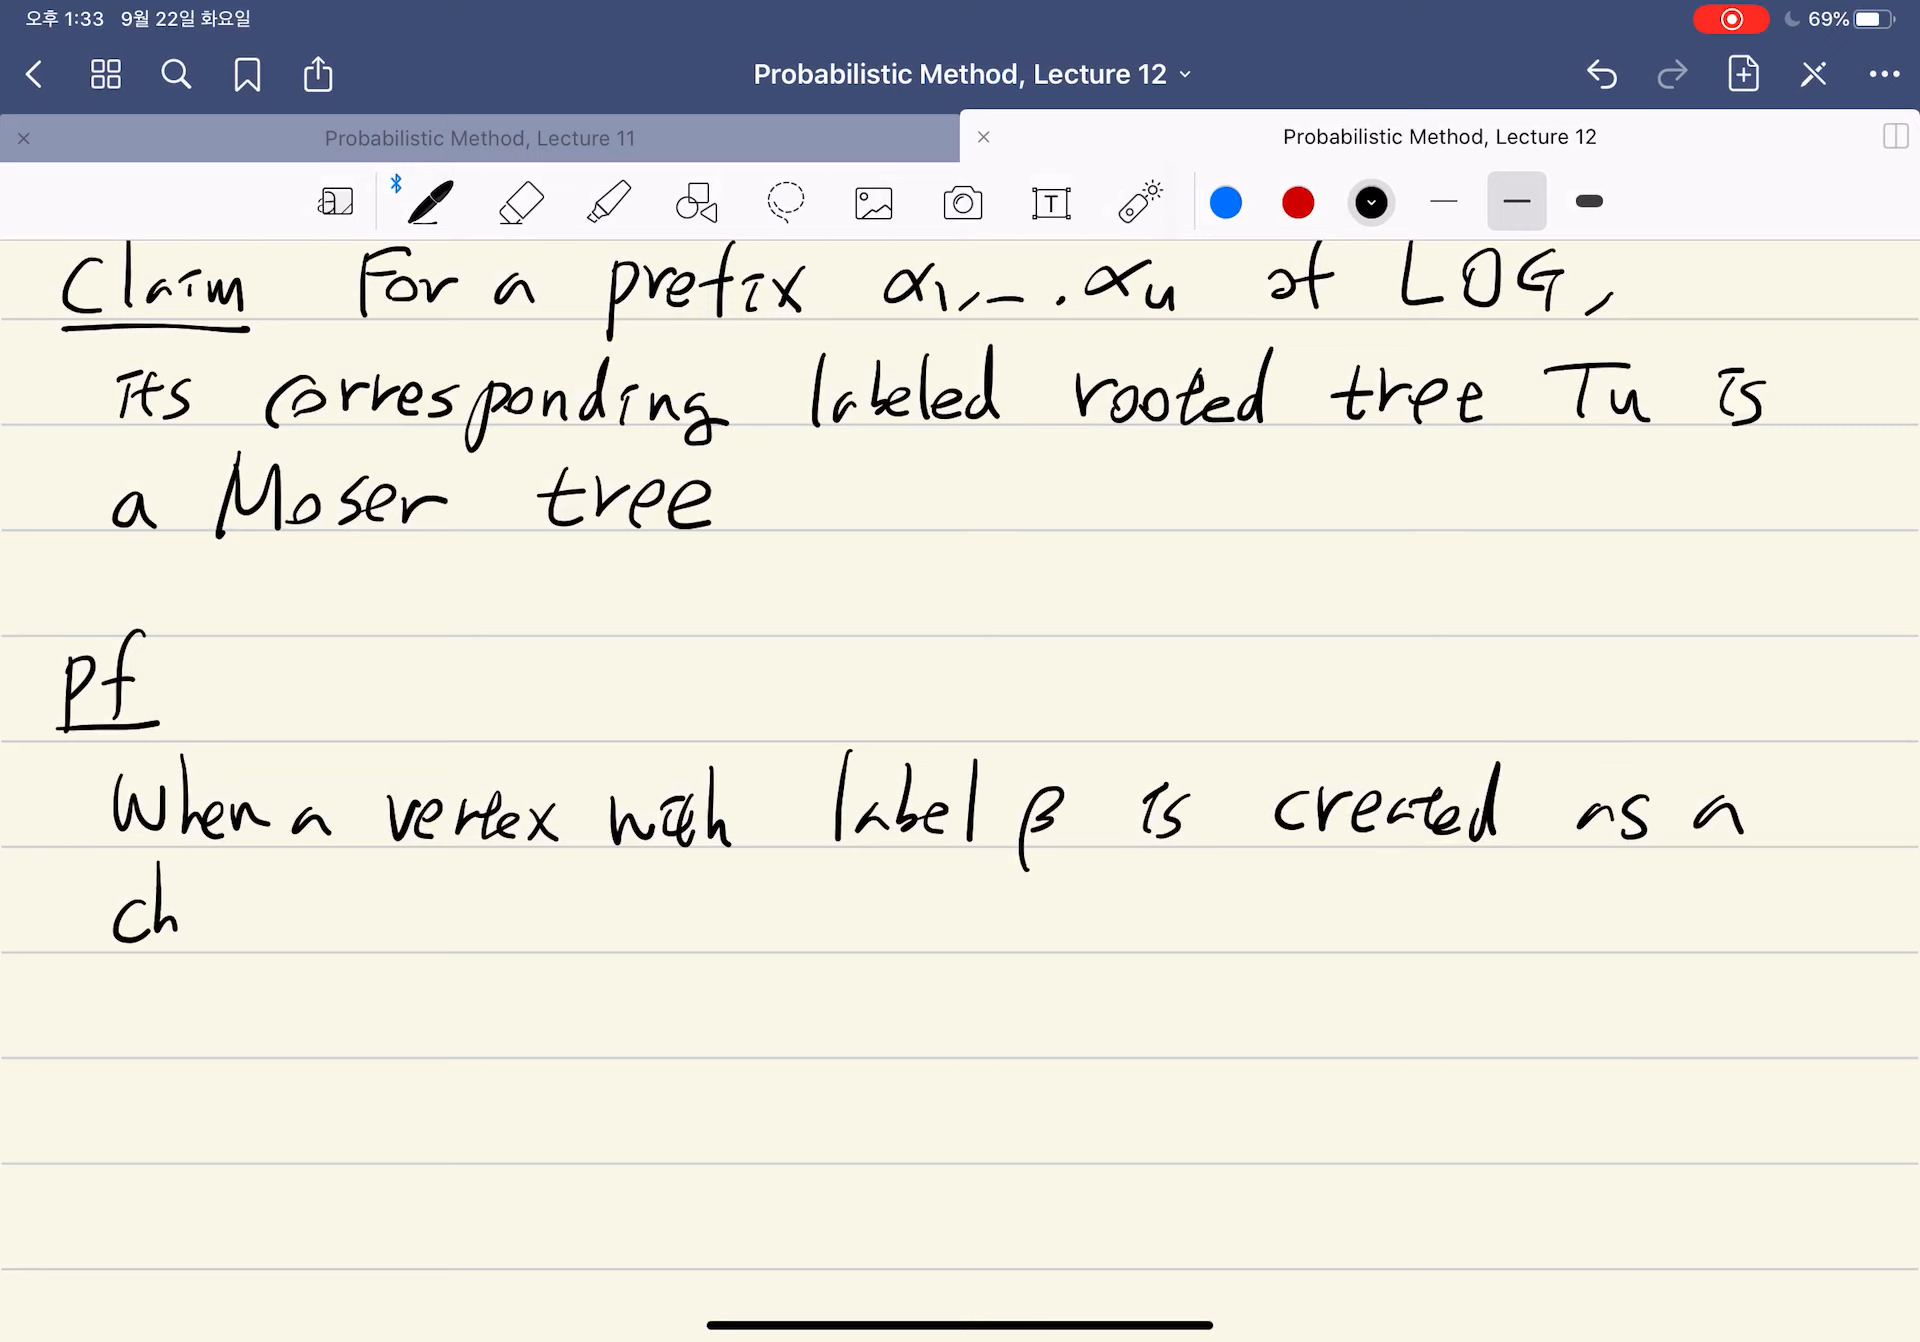 오후 1:33 9월 22일 화요일
69%
Probabilistic Method, Lecture 12
Probabilistic Method, Lecture 11
Probabilistic Method, Lecture 12
Claim For a prefix α1, ... αu of LOG,
its corresponding labeled rooted tree Tu is
a Moser tree
pf
When a vertex with label β is created as a
ch